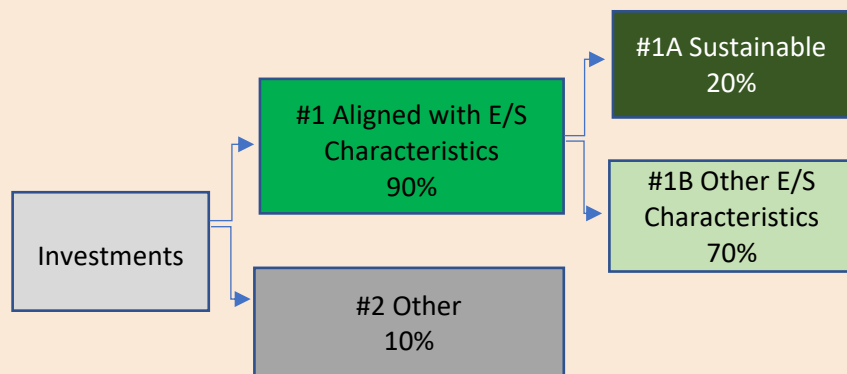 Investments
#1 Aligned with E/S
Characteristics
90%
#2 Other
10%
#1A Sustainable
20%
#1B Other E/S
Characteristics
70%